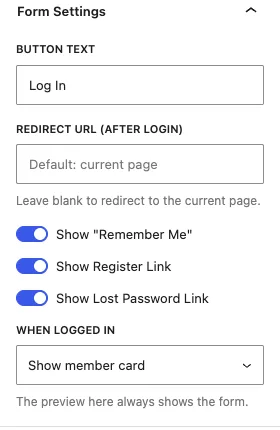 Form Settings
BUTTON TEXT
Log In
REDIRECT URL (AFTER LOGIN)
Default: current page
Leave blank to redirect to the current page.
Show "Remember Me"
Show Register Link
Show Lost Password Link
WHEN LOGGED IN
Show member card
The preview here always shows the form.